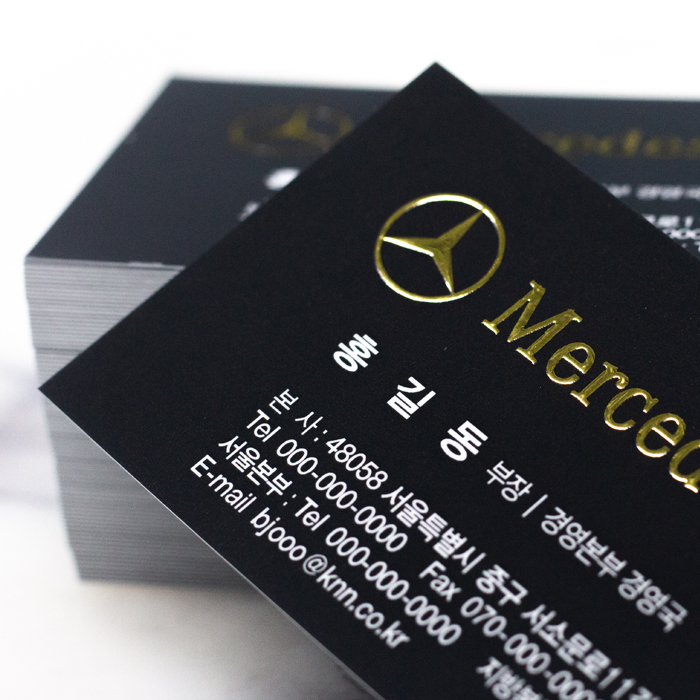 Merced
홍 길 동 부장 | 경영본부 경영국
본 사 : 48058 서울특별시 중구 서소문로11
Tel 000-000-0000 Fax 070-000-000
서울본부 : Tel 000-000-0000
E-mail bjooo@knn.co.kr